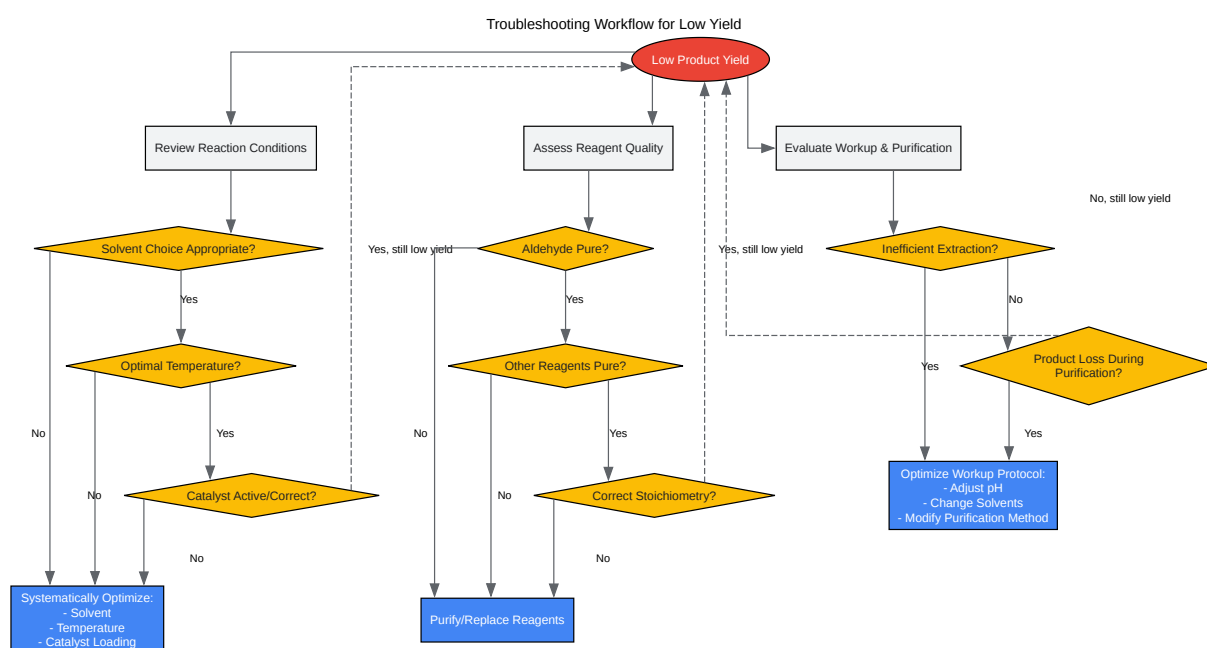 Troubleshooting Workflow for Low Yield
Low Product Yield
Review Reaction Conditions
Assess Reagent Quality
Evaluate Workup & Purification
No, still low yield
Solvent Choice Appropriate?
Yes, still low yield
Aldehyde Pure?
Yes, still low yield
Inefficient Extraction?
Yes
Yes
No
Optimal Temperature?
Other Reagents Pure?
Yes
Product Loss During
Purification?
No
Yes
No
Yes
Yes
Catalyst Active/Correct?
No
No
Correct Stoichiometry?
Optimize Workup Protocol:
- Adjust pH
- Change Solvents
- Modify Purification Method
No
No
Systematically Optimize:
- Solvent
- Temperature
- Catalyst Loading
Purify/Replace Reagents